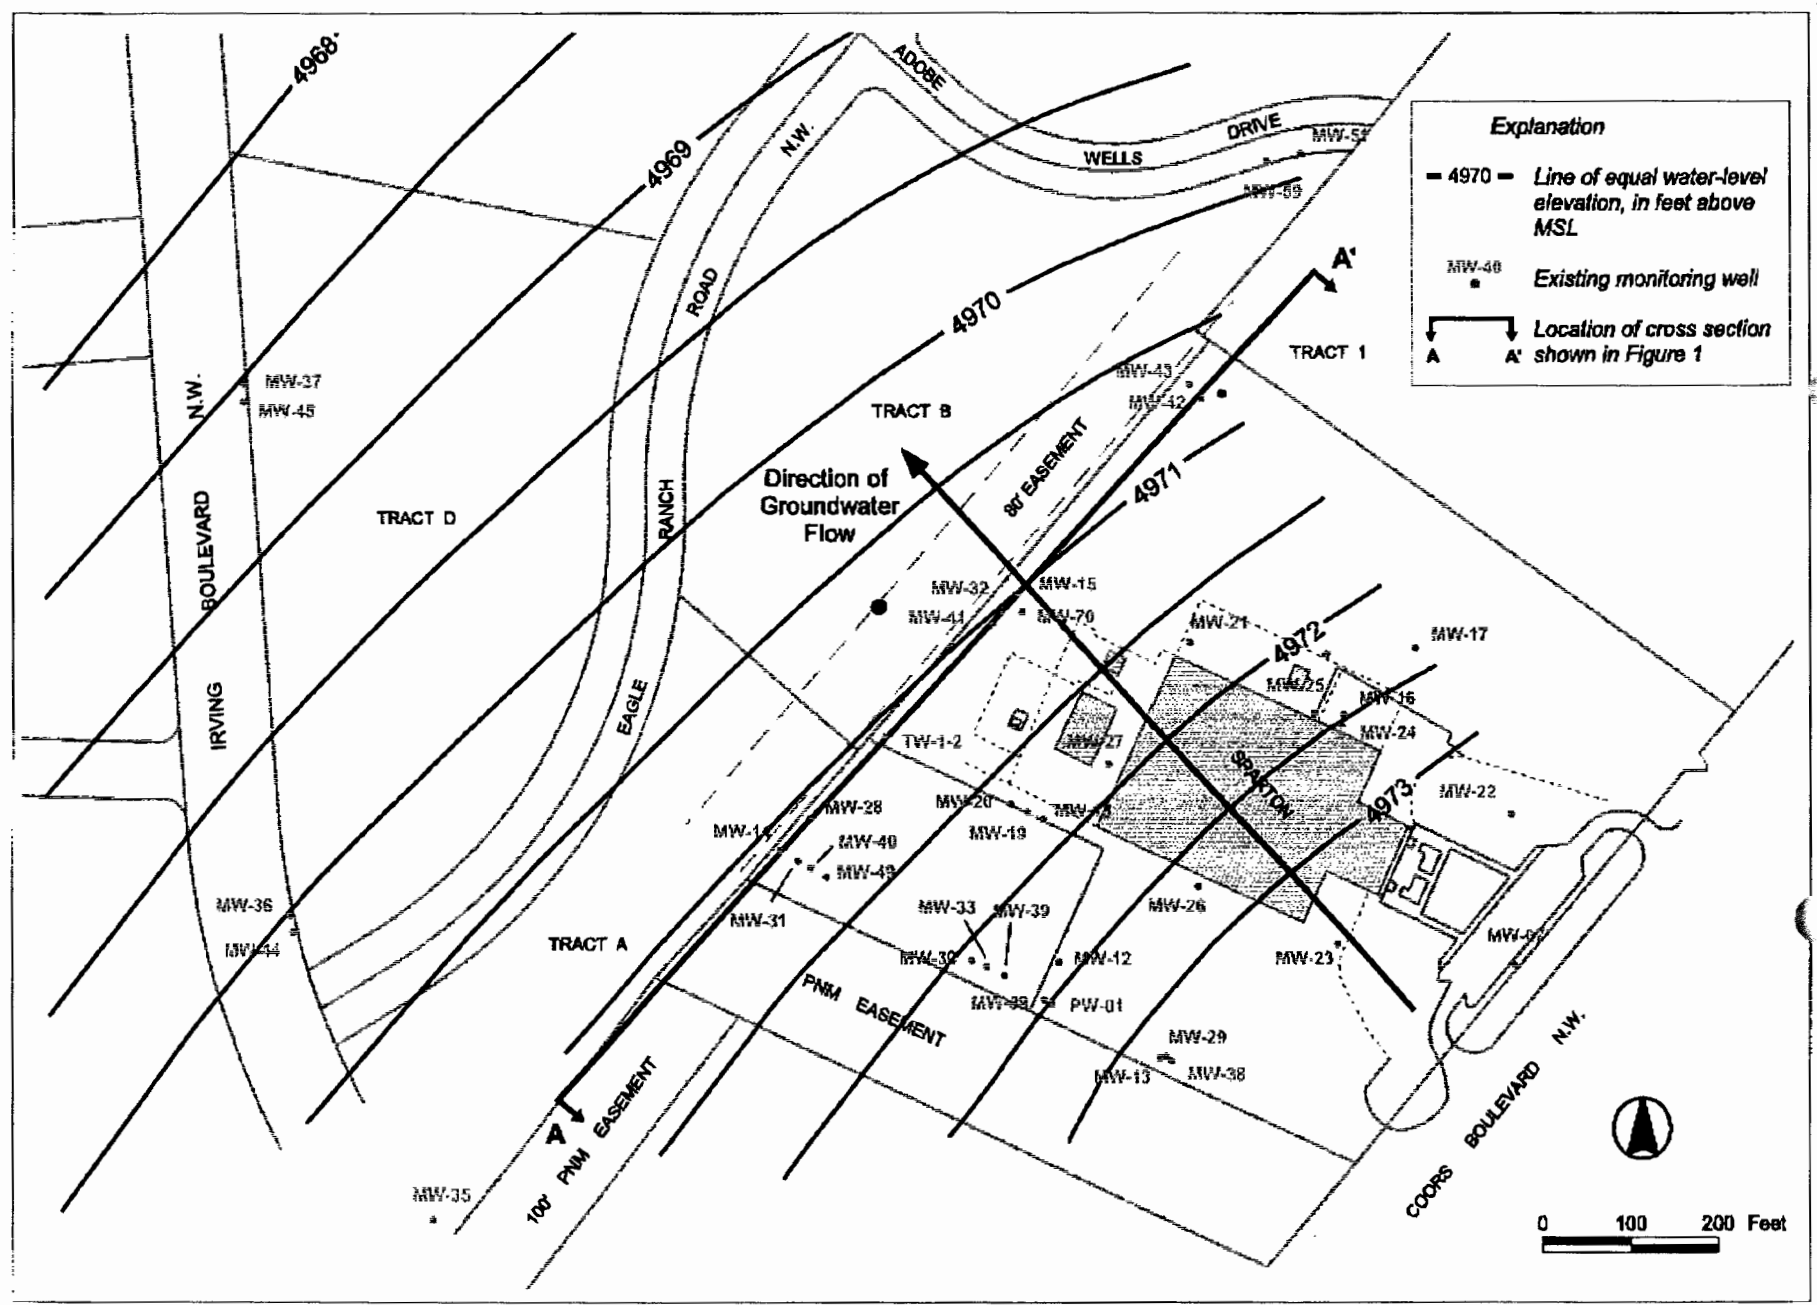 4968
ADOBE
WELLS
DRIVE
N.W.
4969
MW-59
Explanation
4970
Line of equal water-level
elevation, in feet above
MSL
MW-40
Existing monitoring well
Location of cross section
shown in Figure 1
A
A'
A'
ROAD
4970
TRACT 1
MW-43
MW-42
MW-37
MW-45
N.W.
TRACT B
80' EASEMENT
4971
Direction of
Groundwater
Flow
TRACT D
RANCH
BOULEVARD
MW-32
MW-15
MW-41
MW-70
MW-21
4972
MW-17
MW-25
MW-16
MW-24
IRVING
EAGLE
TW-1-2
MW-27
SPARTON
MW-22
4973
MW-28
MW-20
MW-19
MW-40
MW-49
MW-31
MW-36
MW-44
MW-33
MW-39
MW-26
TRACT A
MW-30
MW-12
MW-23
PNM EASEMENT
PW-01
MW-29
MW-13
MW-38
A
100' PNM EASEMENT
MW-35
COORS BOULEVARD N.W.
0 100 200 Feet